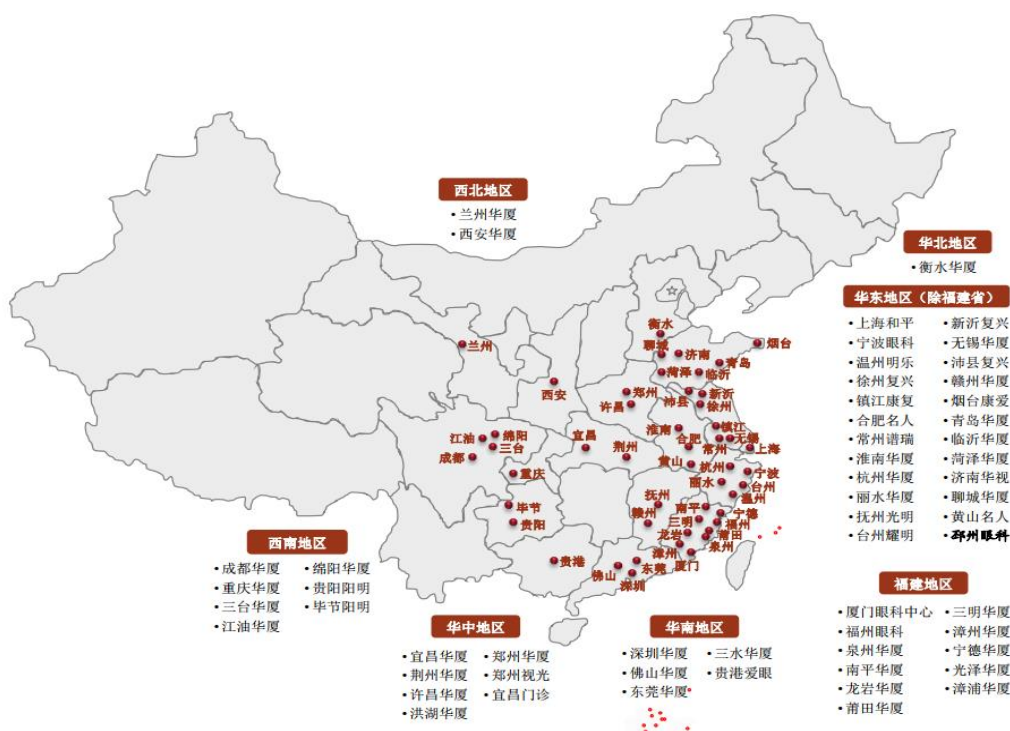 西北地区
•兰州华厦
•西安华厦
华北地区
•衡水华厦
华东地区（除福建省）
•上海和平 •新沂复兴
•宁波眼科 •无锡华厦
•温州明乐 •沛县复兴
•徐州复兴 •赣州华厦
•镇江康复 •烟台康爱
•合肥名人 •青岛华厦
•常州谱瑞 •临沂华厦
•淮南华厦 •菏泽华厦
•杭州华厦 •济南华视
•丽水华厦 •聊城华厦
•抚州光明 •黄山名人
•台州耀明 •邳州眼科
衡水
聊城
济南
烟台
青岛
菏泽
临沂
兰州
西安
郑州
许昌
沛县
新沂
徐州
江油
绵阳
三台
成都
宜昌
荆州
淮南
合肥
镇江
无锡
常州
上海
重庆
黄山
杭州
宁波
丽水
台州
温州
毕节
贵阳
抚州
赣州
南平
宁德
三明
福州
龙岩
莆田
漳州
泉州
厦门
贵港
佛山
东莞
深圳
西南地区
•成都华厦 •绵阳华厦
•重庆华厦 •贵阳阳明
•三台华厦 •毕节阳明
•江油华厦
华中地区
•宜昌华厦 •郑州华厦
•荆州华厦 •郑州视光
•许昌华厦 •宜昌门诊
•洪湖华厦
华南地区
•深圳华厦 •三水华厦
•佛山华厦 •贵港爱眼
•东莞华厦
福建地区
•厦门眼科中心 •三明华厦
•福州眼科 •漳州华厦
•泉州华厦 •宁德华厦
•南平华厦 •光泽华厦
•龙岩华厦 •漳浦华厦
•莆田华厦